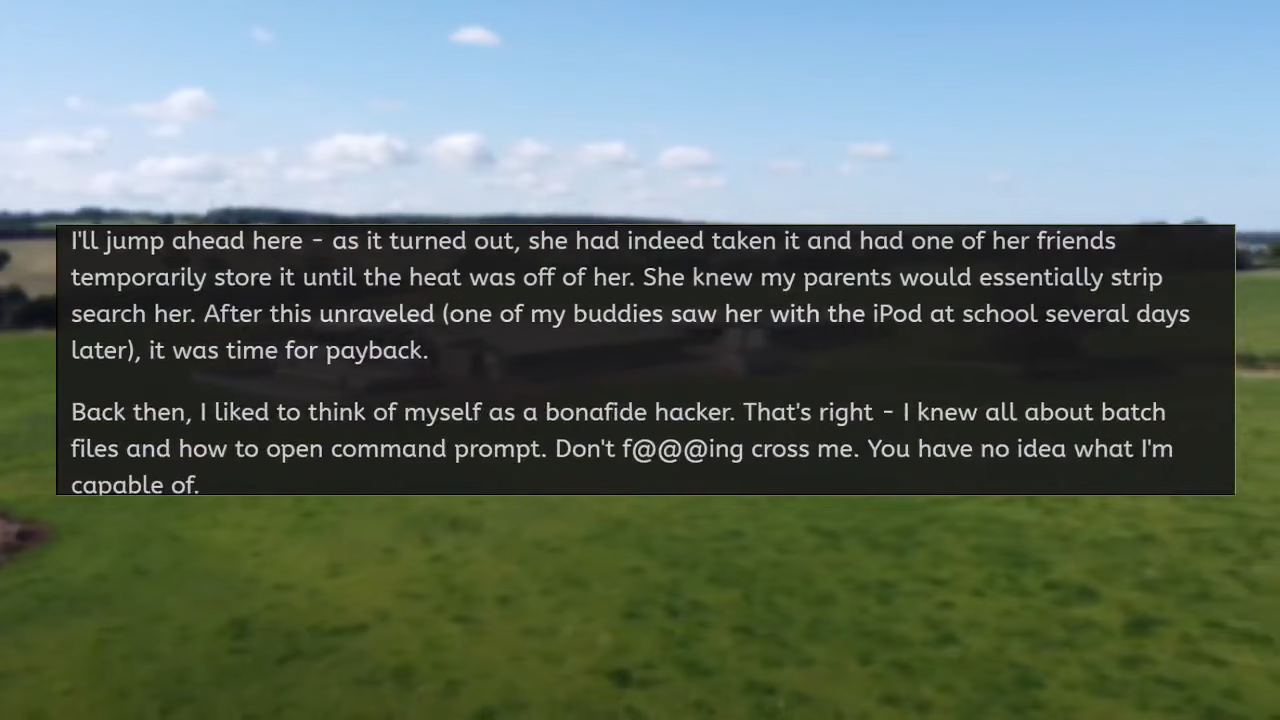 I'll jump ahead here - as it turned out, she had indeed taken it and had one of her friends
temporarily store it until the heat was off of her. She knew my parents would essentially strip
search her. After this unraveled (one of my buddies saw her with the iPod at school several days
later), it was time for payback.
Back then, I liked to think of myself as a bonafide hacker. That's right - I knew all about batch
files and how to open command prompt. Don't f@@@ing cross me. You have no idea what I'm
capable of.